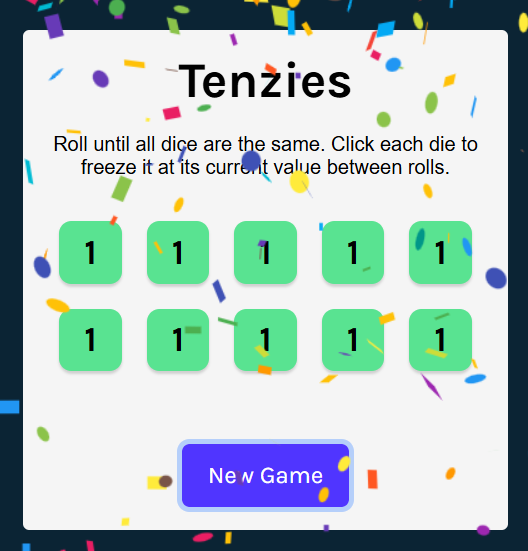 Tenzies
Roll until all dice are the same. Click each die to
freeze it at its current value between rolls.
1 1 1 1 1
1 1 1 1 1
New Game